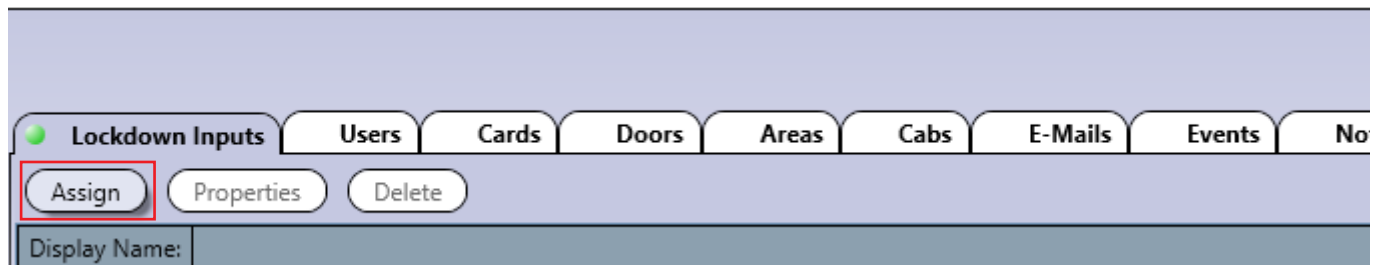 Lockdown Inputs Users Cards Doors Areas Cabs E-Mails Events
Assign Properties Delete
Display Name: